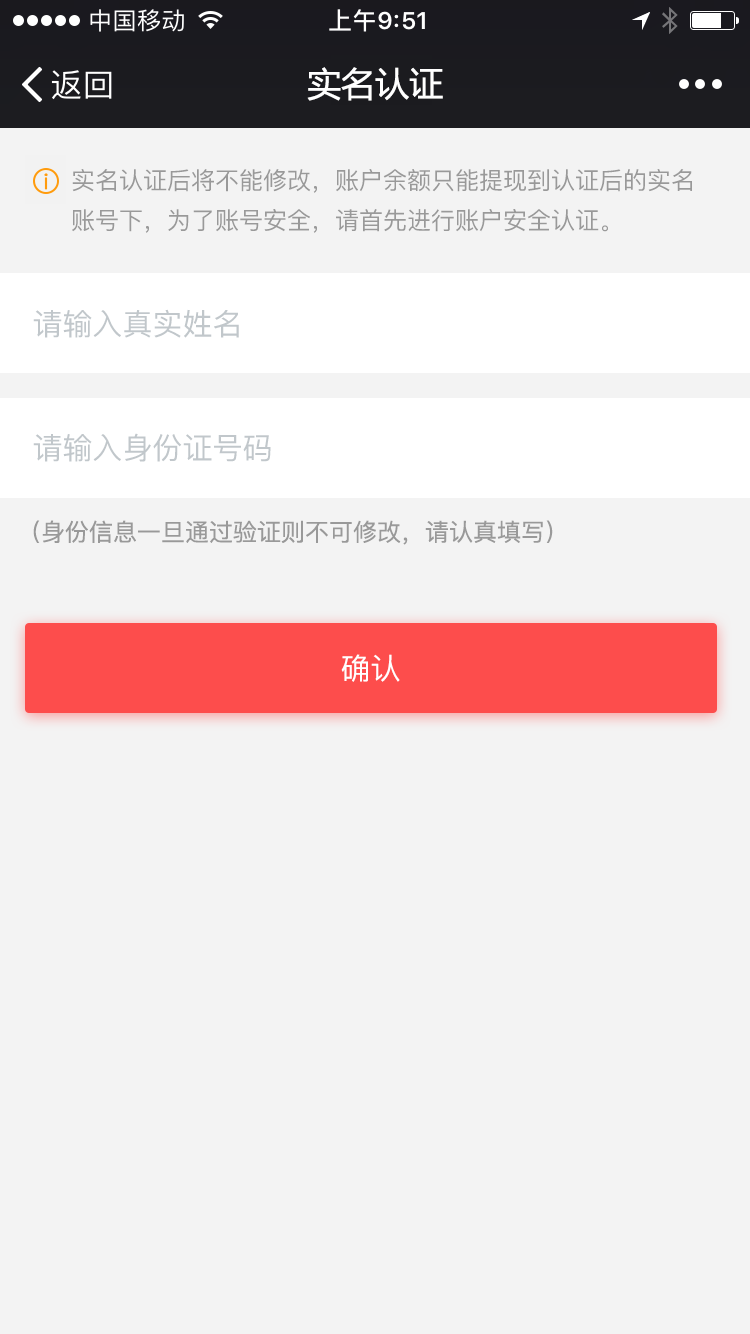 中国移动
上午9:51
返回
实名认证
实名认证后将不能修改，账户余额只能提现到认证后的实名
账号下，为了账号安全，请首先进行账户安全认证。
请输入真实姓名
请输入身份证号码
（身份信息一旦通过验证则不可修改，请认真填写）
确认